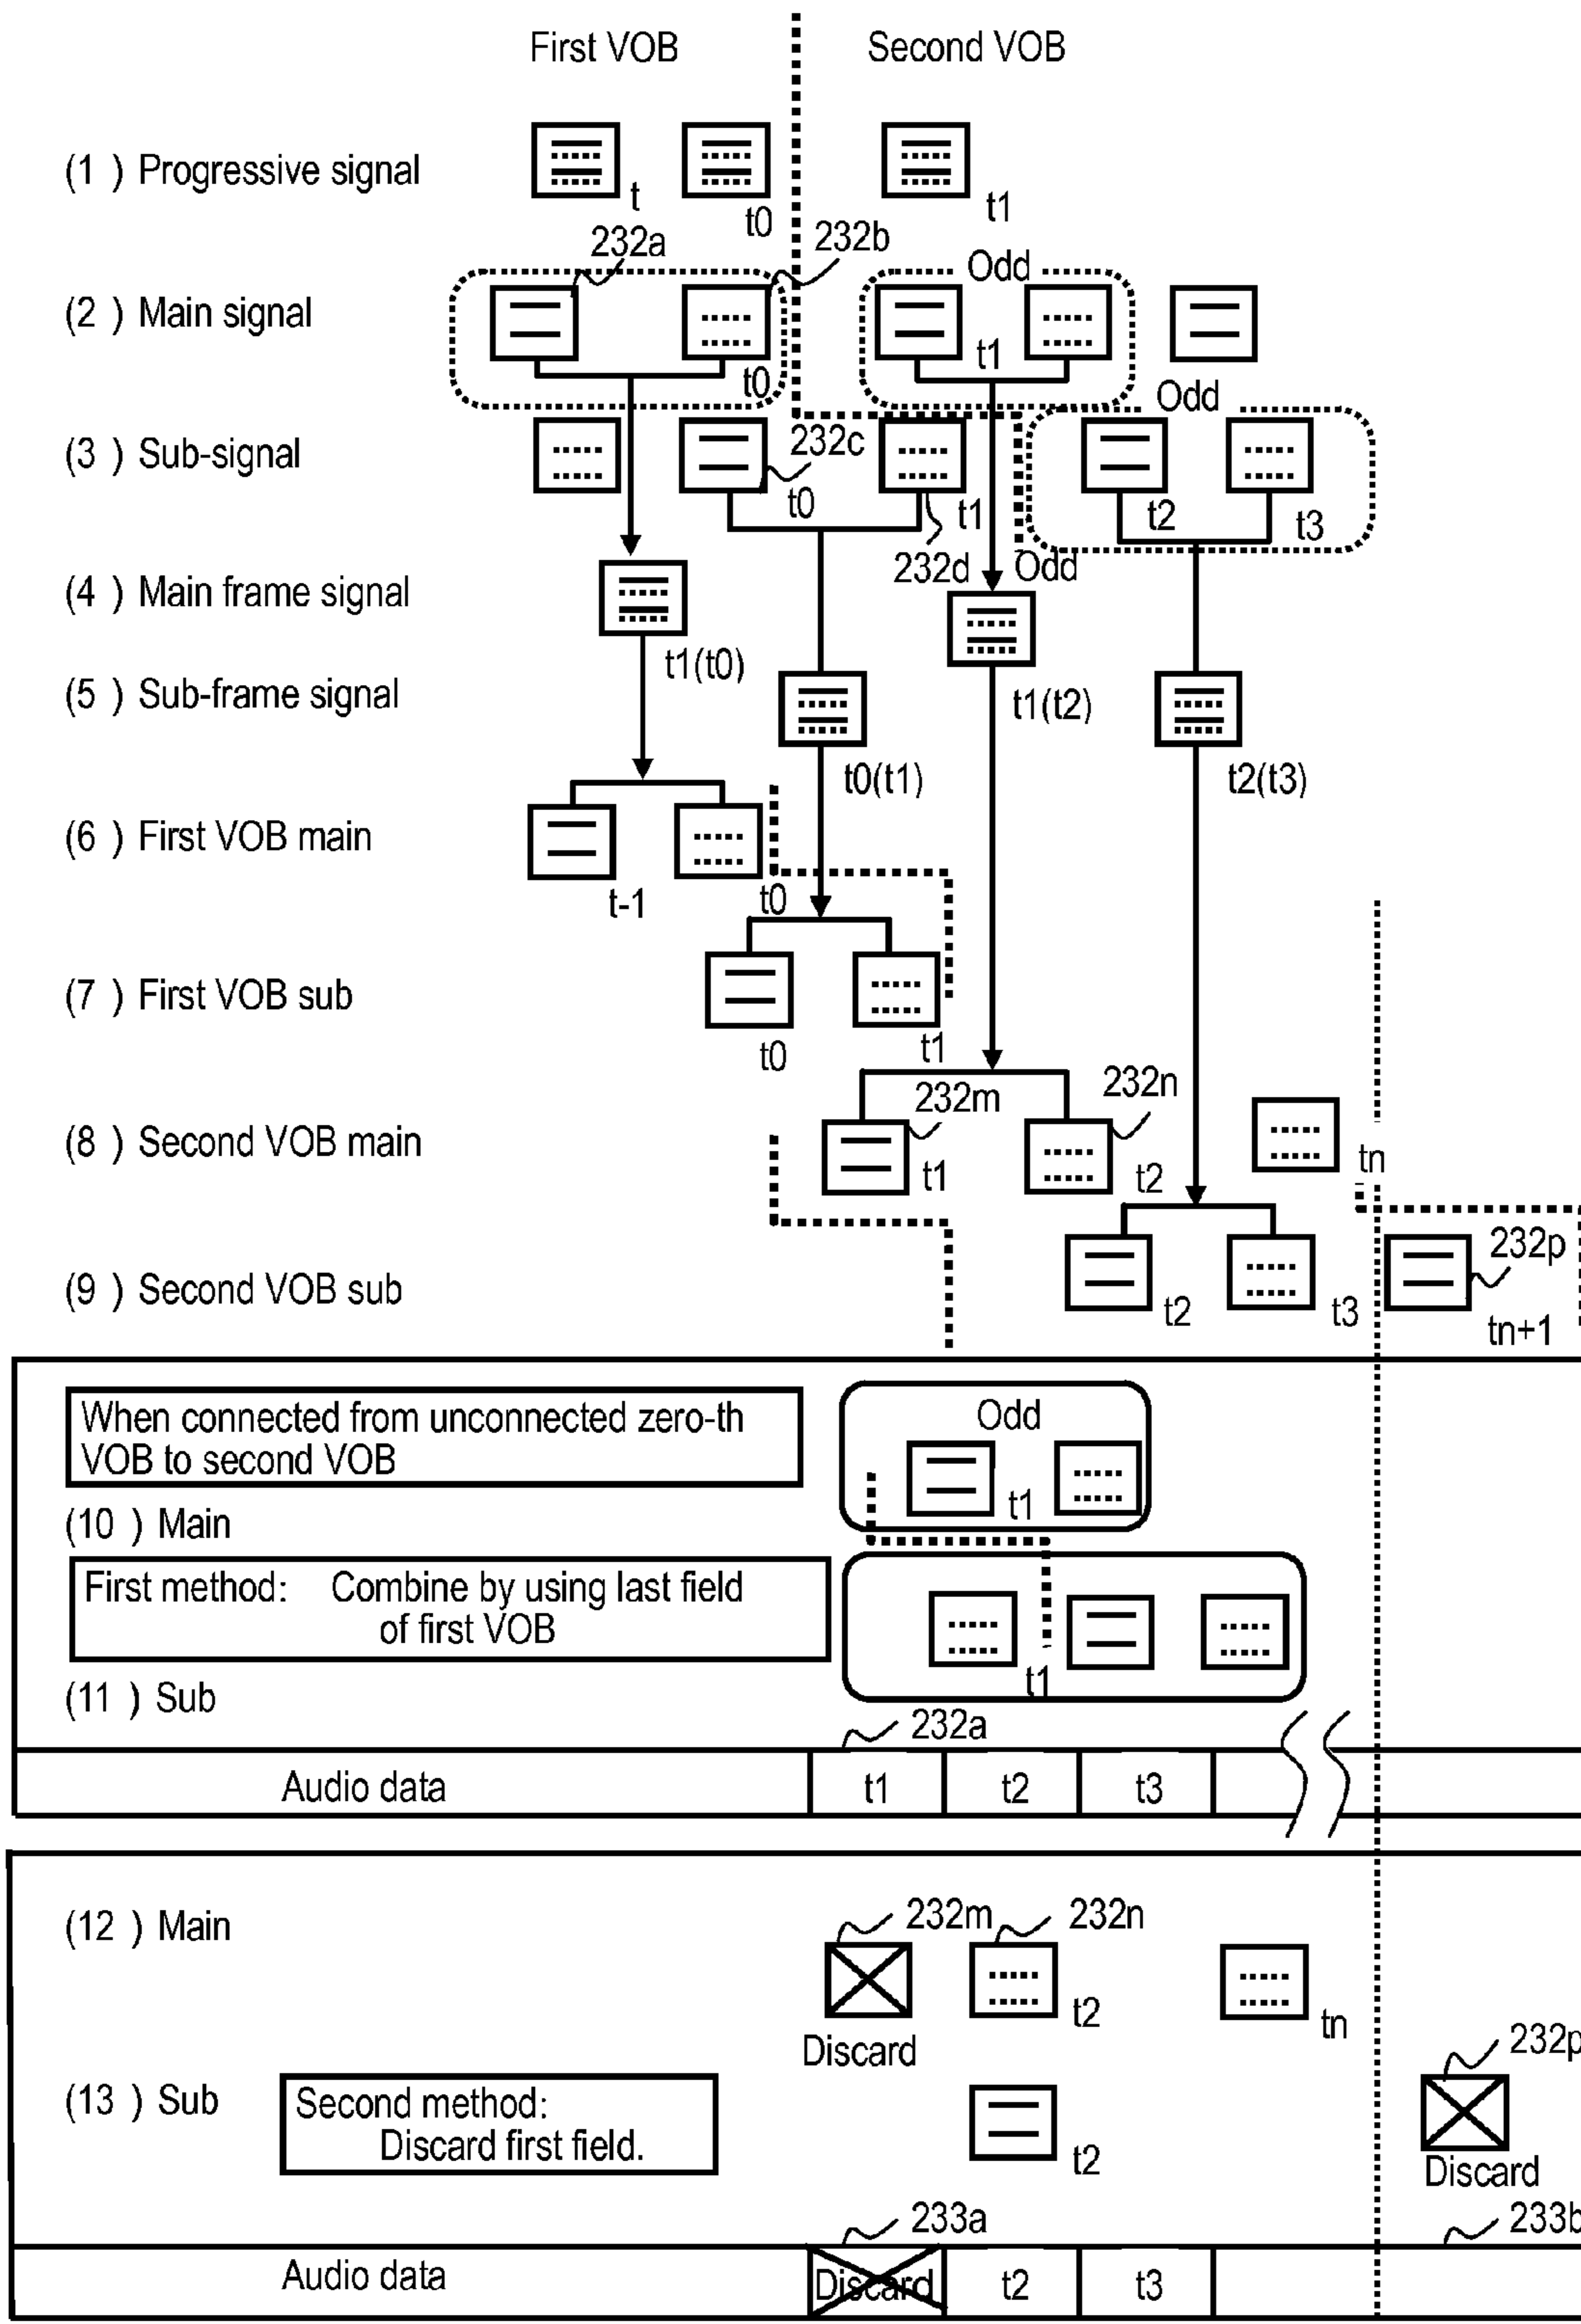 First VOB
Second VOB
(1 ) Progressive signal
t
t0
t1
232a
232b
Odd
(2 ) Main signal
t0
t1
Odd
(3 ) Sub-signal
232c
t0
t1
t2
t3
232d
Odd
(4 ) Main frame signal
t1(t0)
(5 ) Sub-frame signal
t1(t2)
t0(t1)
t2(t3)
(6 ) First VOB main
t-1
t0
(7 ) First VOB sub
t0
t1
232m
232n
(8 ) Second VOB main
t1
t2
tn
232p
(9 ) Second VOB sub
t2
t3
tn+1
When connected from unconnected zero-th
VOB to second VOB
Odd
t1
(10 ) Main
First method: Combine by using last field
of first VOB
t1
(11 ) Sub
232a
Audio data
t1
t2
t3
(12 ) Main
232m
232n
t2
tn
Discard
232p
(13 ) Sub
Second method:
Discard first field.
t2
Discard
233a
233b
Audio data
Discard
t2
t3